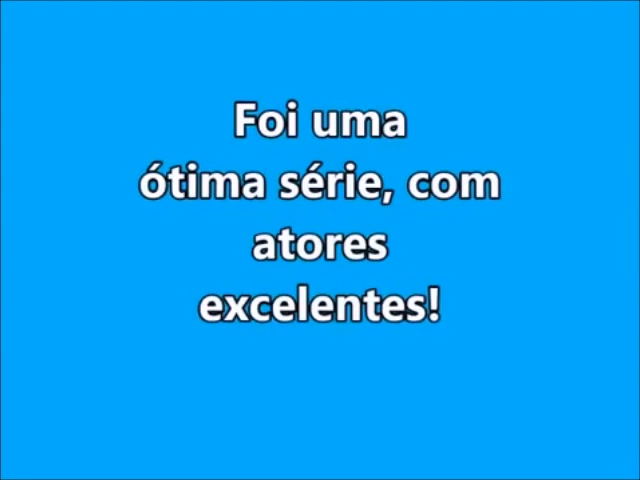 Foi uma
ótima série, com
atores
excelentes!